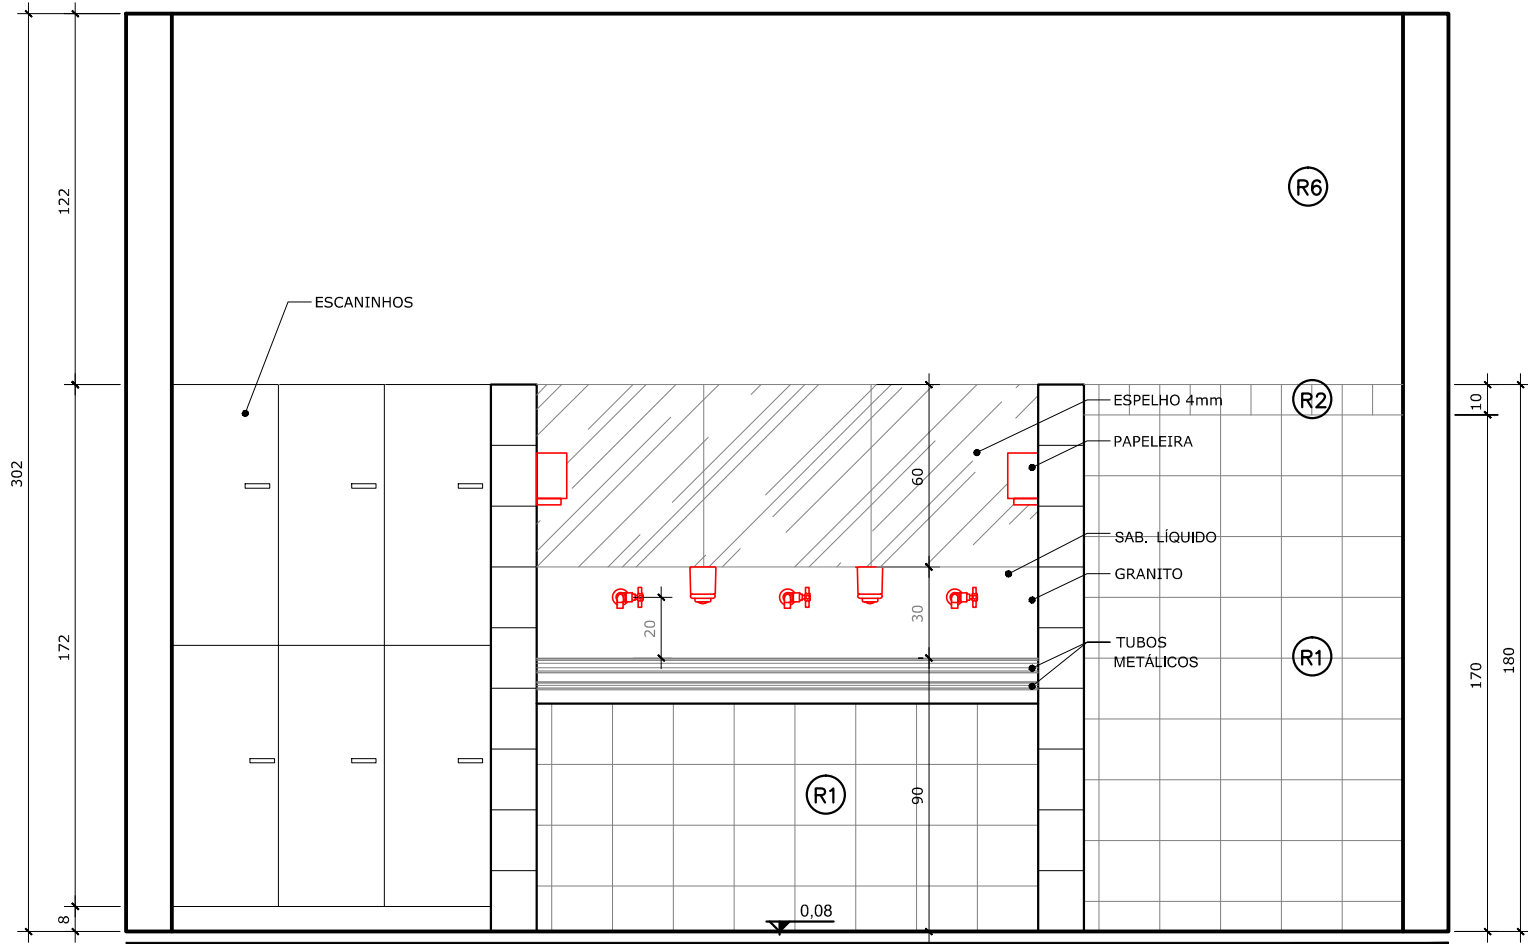 122
R6
302
ESCANINHOS
ESPELHO 4mm
R2
10
PAPELEIRA
60
SAB. LÍQUIDO
GRANITO
20
30
172
TUBOS
METÁLICOS
R1
170
180
R1
90
8
0,08